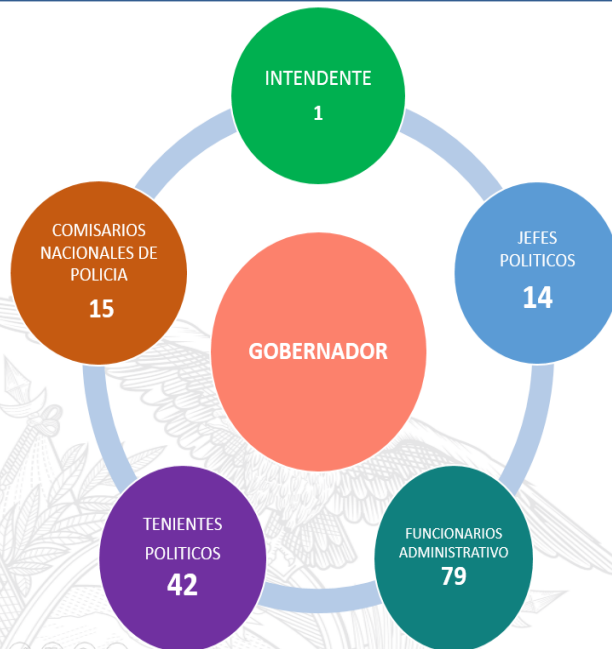 INTENDENTE
1
JEFES
POLITICOS
14
COMISARIOS
NACIONALES DE
POLICIA
15
GOBERNADOR
TENIENTES
POLITICOS
42
FUNCIONARIOS
ADMINISTRATIVO
79